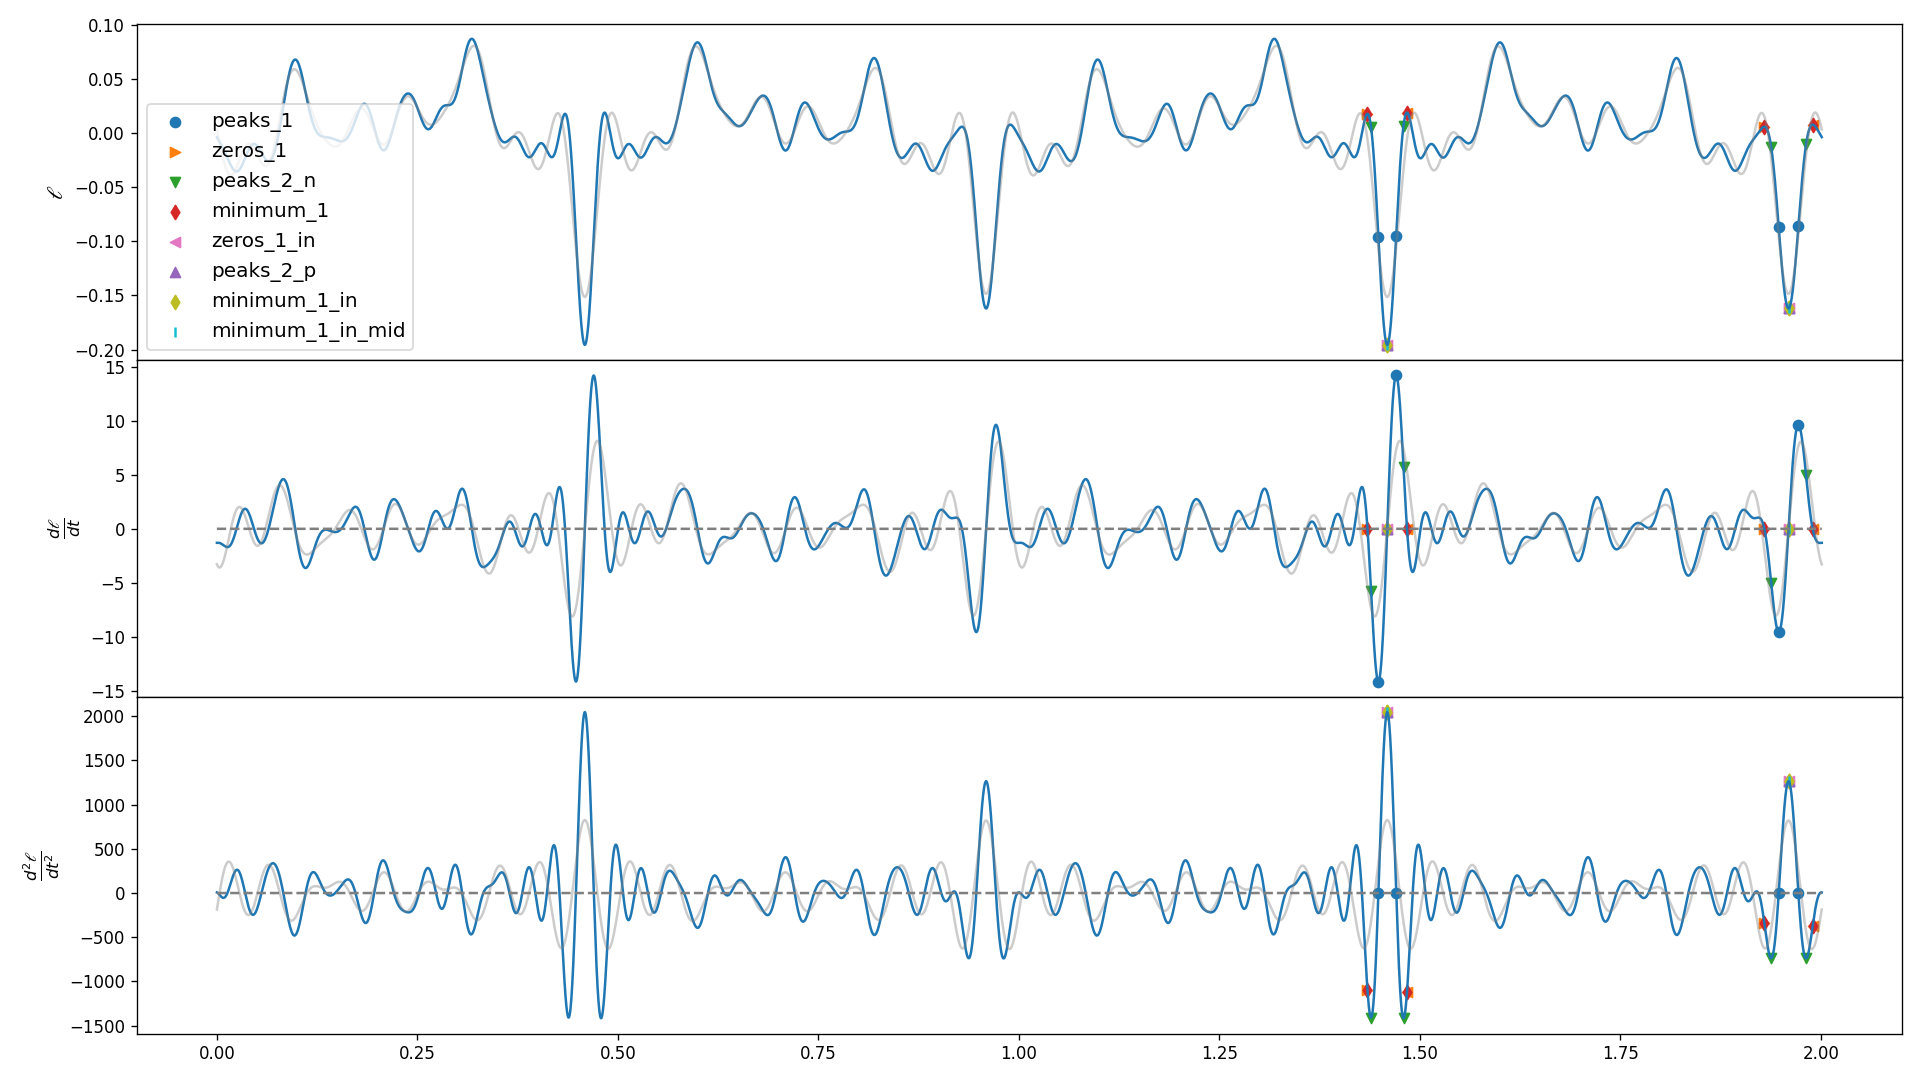 0.10
0.05
0.00
−0.05
−0.10
−0.15
−0.20
ℓ
peaks_1
zeros_1
peaks_2_n
minimum_1
zeros_1_in
peaks_2_p
minimum_1_in
minimum_1_in_mid
15
10
5
0
−5
−10
−15
dℓ/dt
2000
1500
1000
500
0
−500
−1000
−1500
d²ℓ/dt²
0.00 0.25 0.50 0.75 1.00 1.25 1.50 1.75 2.00